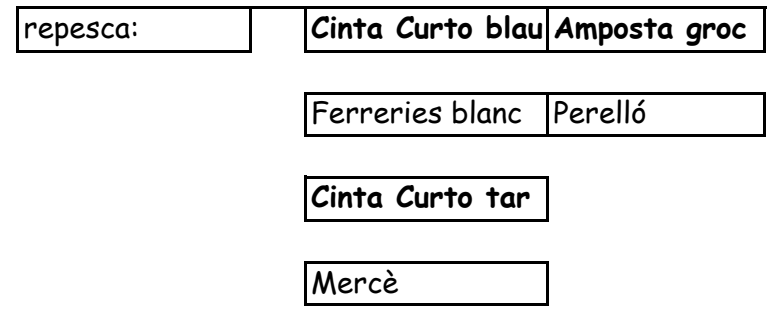 repesca: Cinta Curto blau Amposta groc
Ferreries blanc Perelló
Cinta Curto tar
Mercè